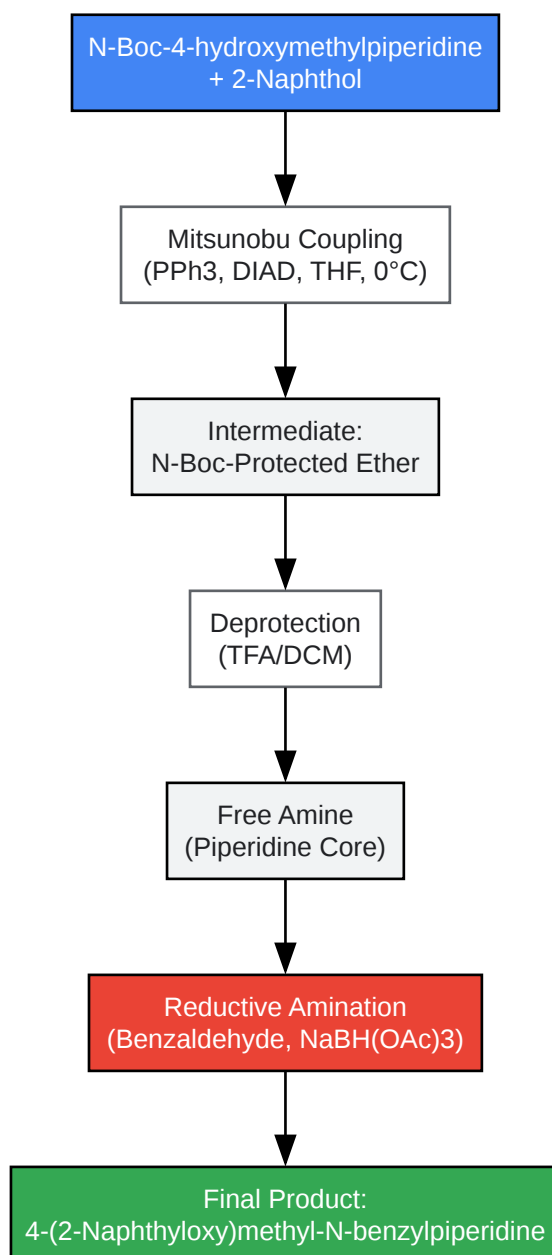 N-Boc-4-hydroxymethylpiperidine
+ 2-Naphthol
Mitsunobu Coupling
(PPh3, DIAD, THF, 0°C)
Intermediate:
N-Boc-Protected Ether
Deprotection
(TFA/DCM)
Free Amine
(Piperidine Core)
Reductive Amination
(Benzaldehyde, NaBH(OAc)3)
Final Product:
4-(2-Naphthyloxy)methyl-N-benzylpiperidine